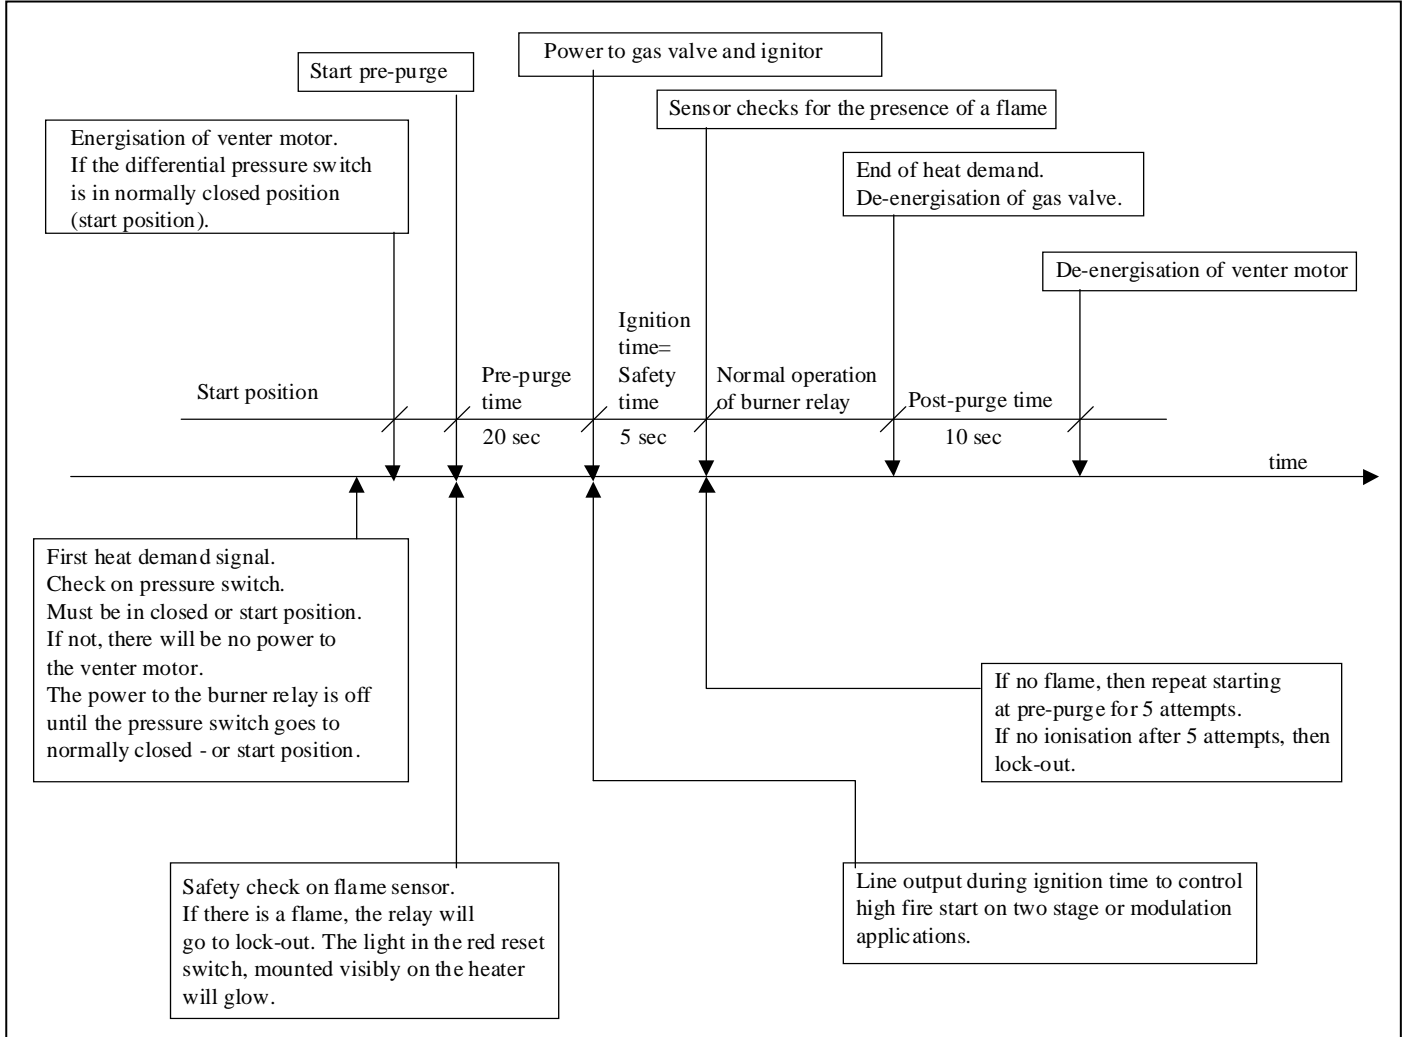 Power to gas valve and ignitor
Start pre-purge
Sensor checks for the presence of a flame
Energisation of venter motor.
If the differential pressure switch
is in normally closed position
(start position).
End of heat demand.
De-energisation of gas valve.
De-energisation of venter motor
Start position
Pre-purge
time
20 sec
Ignition
time=
Safety
time
5 sec
Normal operation
of burner relay
Post-purge time
10 sec
time
First heat demand signal.
Check on pressure switch.
Must be in closed or start position.
If not, there will be no power to
the venter motor.
The power to the burner relay is off
until the pressure switch goes to
normally closed - or start position.
If no flame, then repeat starting
at pre-purge for 5 attempts.
If no ionisation after 5 attempts, then
lock-out.
Safety check on flame sensor.
If there is a flame, the relay will
go to lock-out. The light in the red reset
switch, mounted visibly on the heater
will glow.
Line output during ignition time to control
high fire start on two stage or modulation
applications.